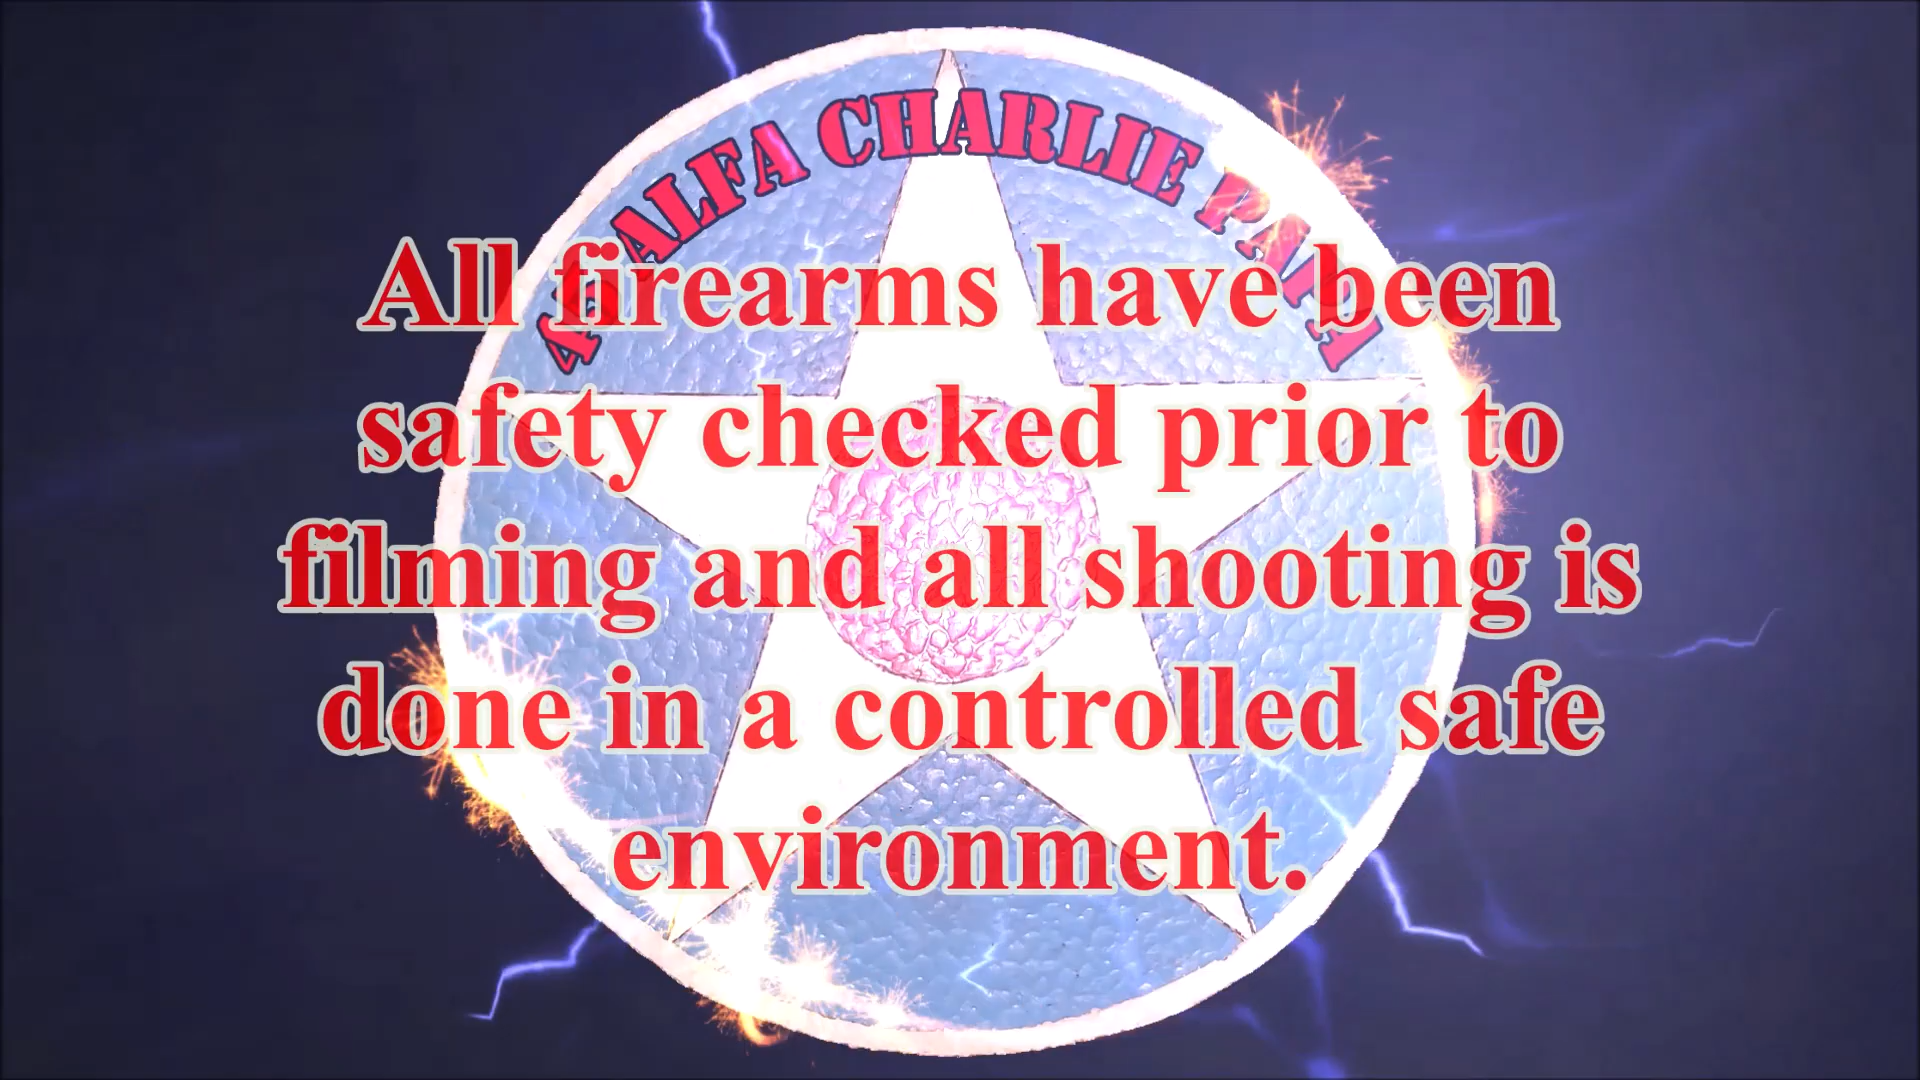 ALFA CHARLIE PAPA
All firearms have been
safety checked prior to
filming and all shooting is
done in a controlled safe
environment.